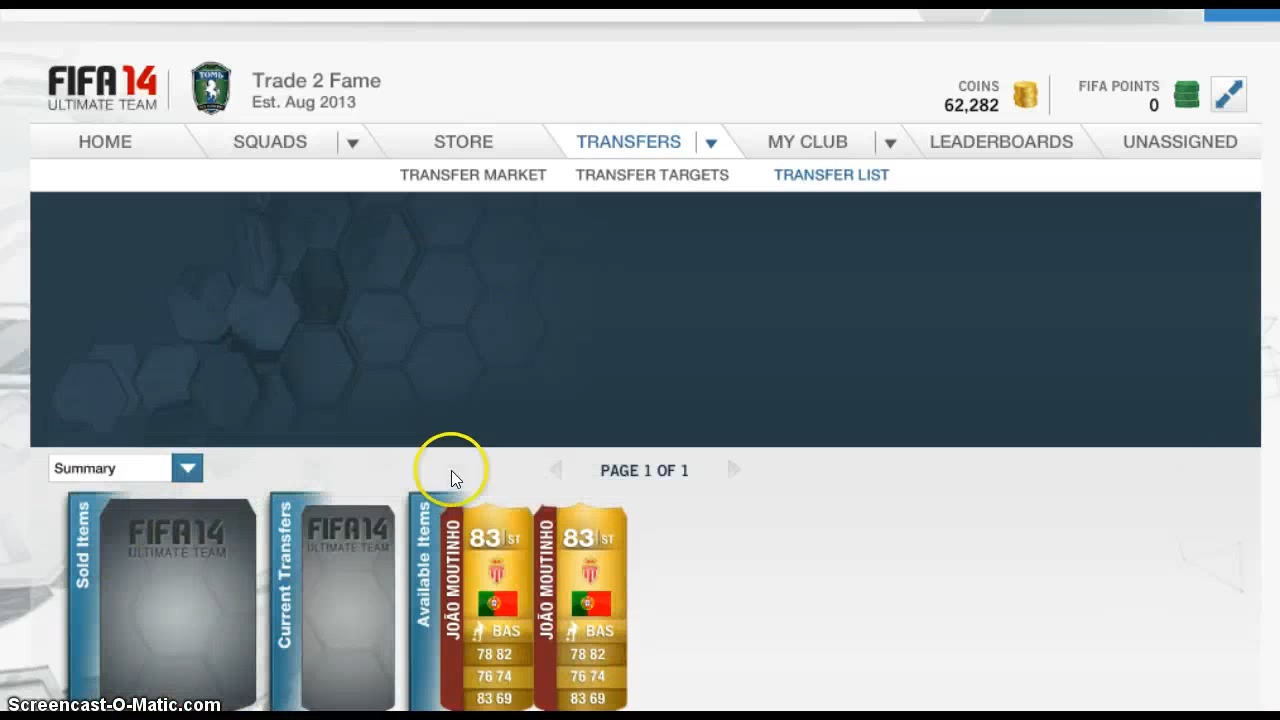 FIFA 14
ULTIMATE TEAM
ТОМЬ
Trade 2 Fame
Est. Aug 2013
COINS
62,282
FIFA POINTS
0
HOME
SQUADS
STORE
TRANSFERS
MY CLUB
LEADERBOARDS
UNASSIGNED
TRANSFER MARKET
TRANSFER TARGETS
TRANSFER LIST
Summary
PAGE 1 OF 1
Sold Items
FIFA 14
ULTIMATE TEAM
Current Transfers
FIFA 14
ULTIMATE TEAM
Available Items
JOÃO MOUTINHO
83 ST
BAS
78 82
76 74
83 69
JOÃO MOUTINHO
83 ST
BAS
78 82
76 74
83 69
Screencast-O-Matic.com